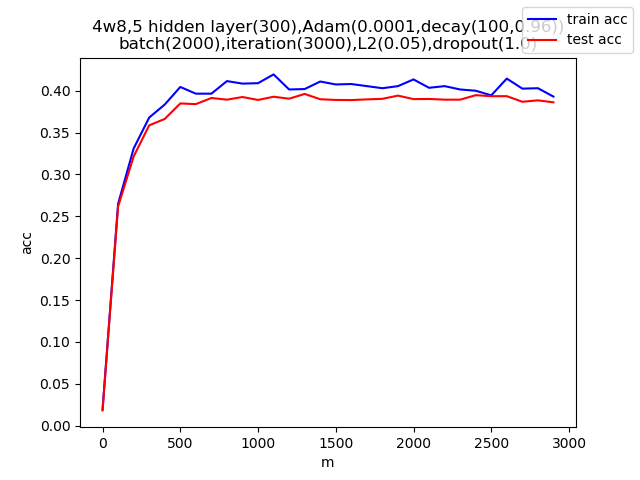 4w8,5 hidden layer(300),Adam(0.0001,decay(100,0.96))
batch(2000),iteration(3000),L2(0.05),dropout(1.0)
train acc
test acc
0.40
0.35
0.30
0.25
0.20
0.15
0.10
0.05
0.00
acc
0 500 1000 1500 2000 2500 3000
m